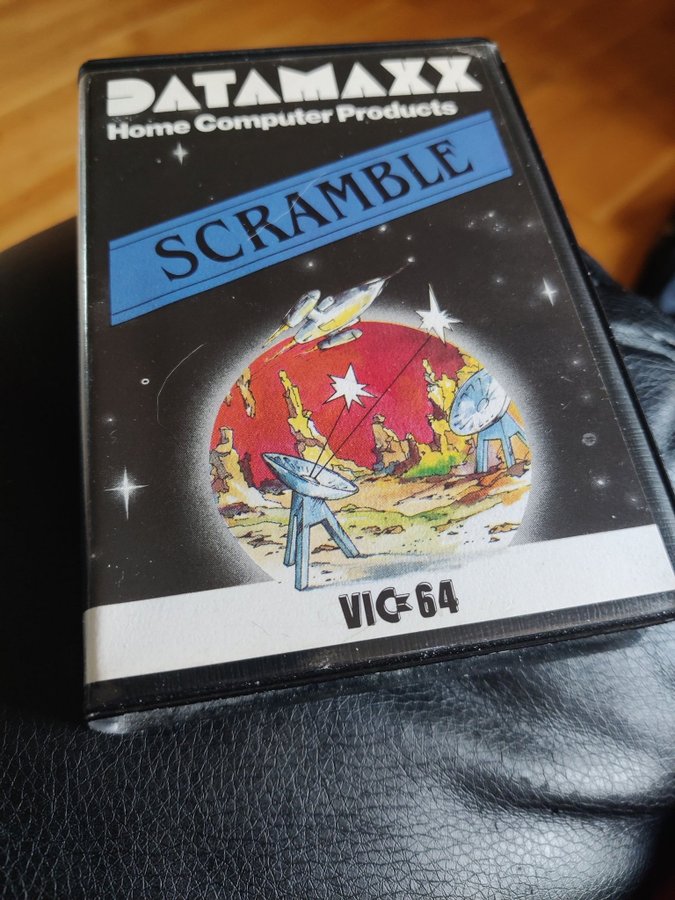 DATAMAXX
Home Computer Products
SCRAMBLE
VIC 64